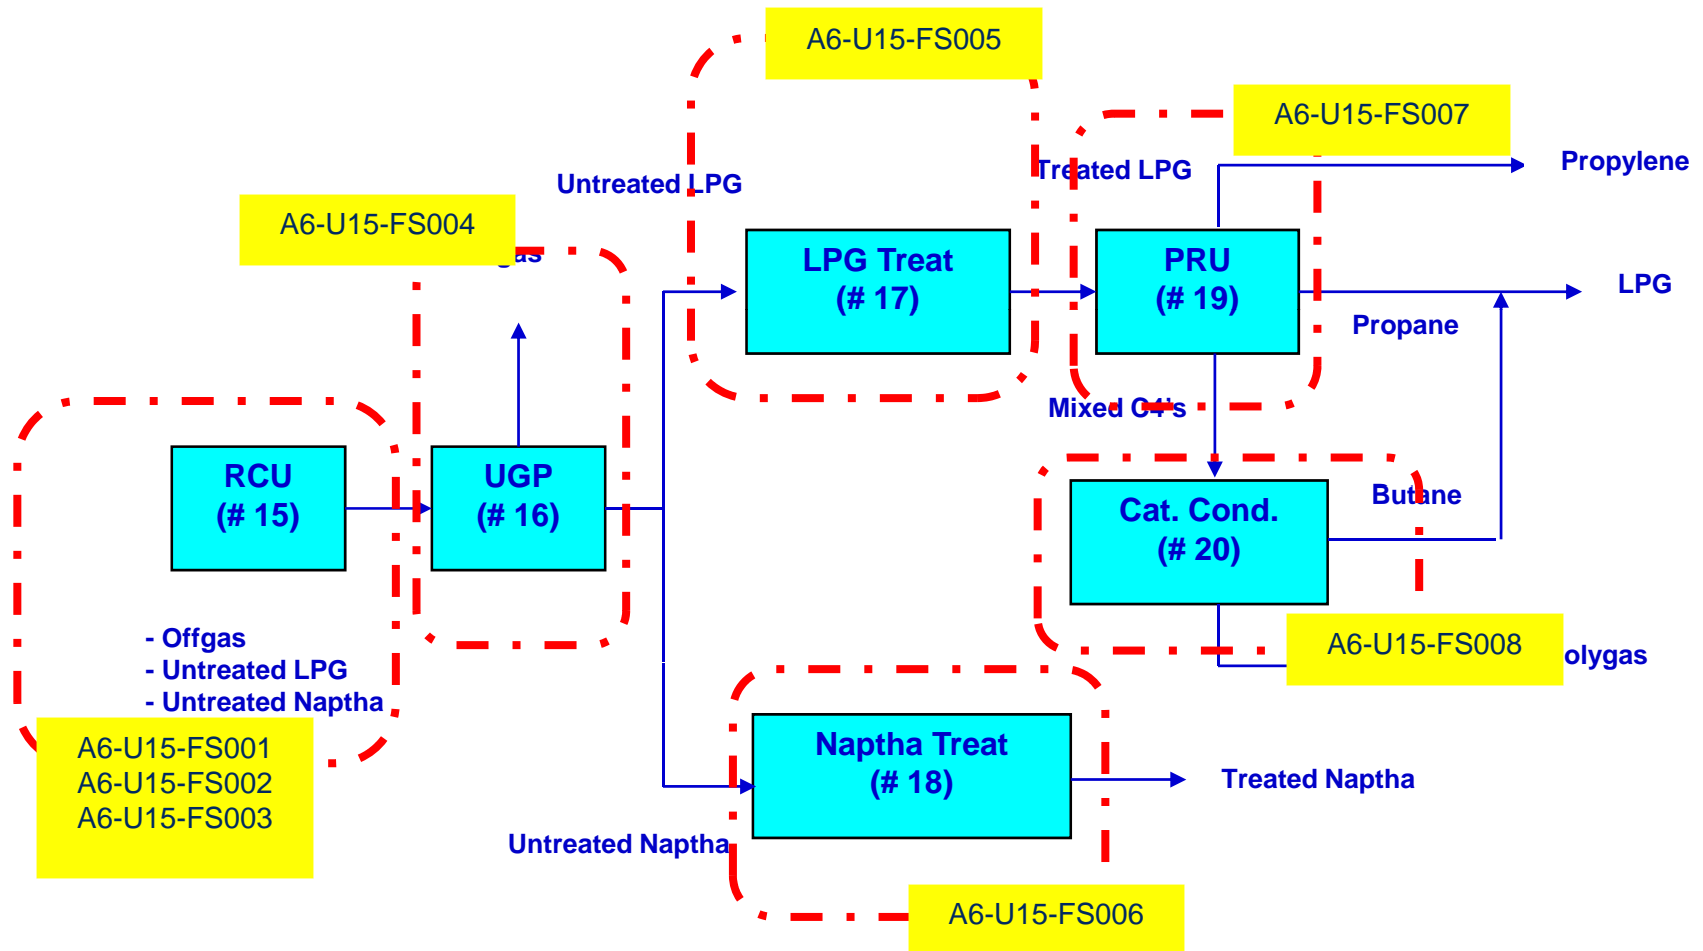 A6-U15-FS005
A6-U15-FS007
Propylene
Treated LPG
Untreated LPG
A6-U15-FS004
gas
LPG Treat
(# 17)
PRU
(# 19)
LPG
Propane
Mixed C4's
RCU
(# 15)
UGP
(# 16)
Cat. Cond.
(# 20)
Butane
- Offgas
- Untreated LPG
- Untreated Naptha
A6-U15-FS008
olygas
A6-U15-FS001
A6-U15-FS002
A6-U15-FS003
Naptha Treat
(# 18)
Treated Naptha
Untreated Naptha
A6-U15-FS006